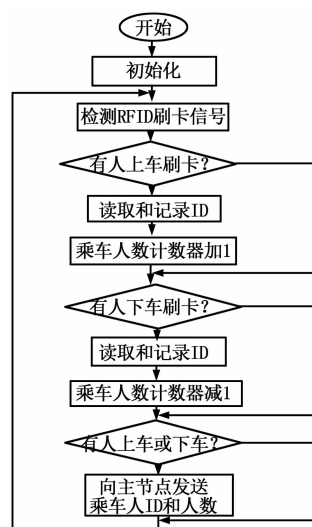 开始
初始化
检测RFID刷卡信号
有人上车刷卡?
读取和记录ID
乘车人数计数器加1
有人下车刷卡?
读取和记录ID
乘车人数计数器减1
有人上车或下车?
向主节点发送
乘车人ID和人数